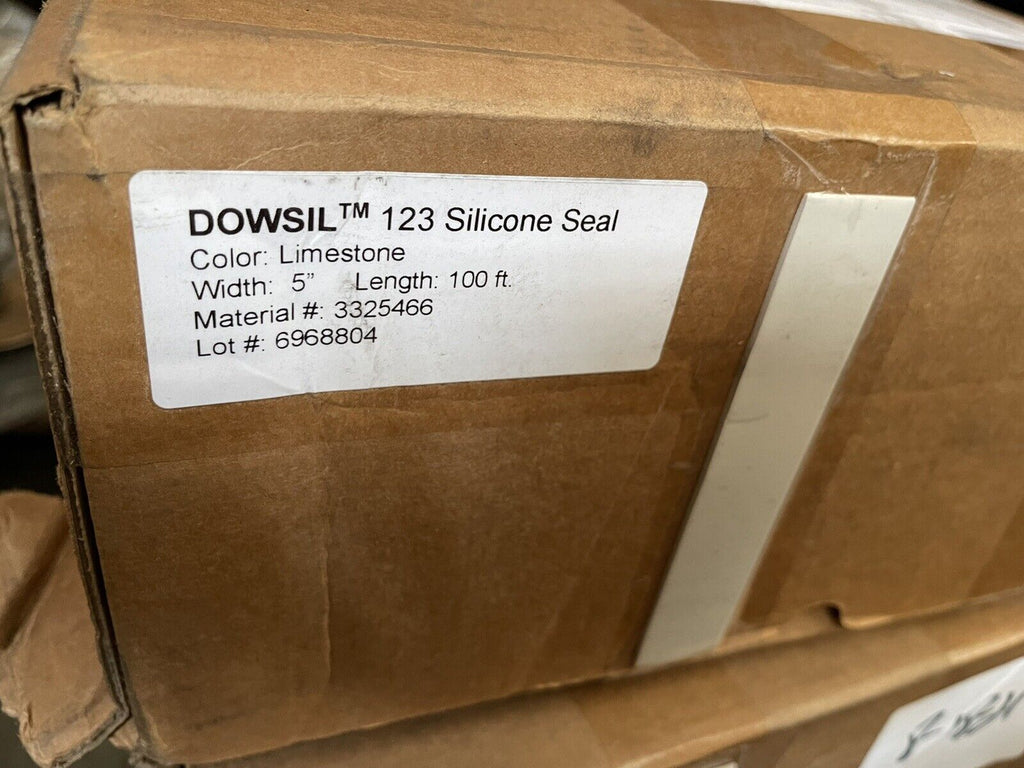 DOWSIL™ 123 Silicone Seal
Color: Limestone
Width: 5” Length: 100 ft.
Material #: 3325466
Lot #: 6968804